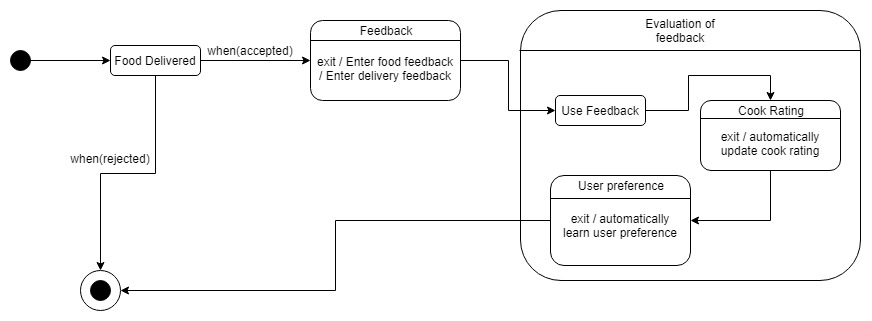 Food Delivered
when(accepted)
when(rejected)
Feedback
exit / Enter food feedback
/ Enter delivery feedback
Evaluation of
feedback
Use Feedback
Cook Rating
exit / automatically
update cook rating
User preference
exit / automatically
learn user preference